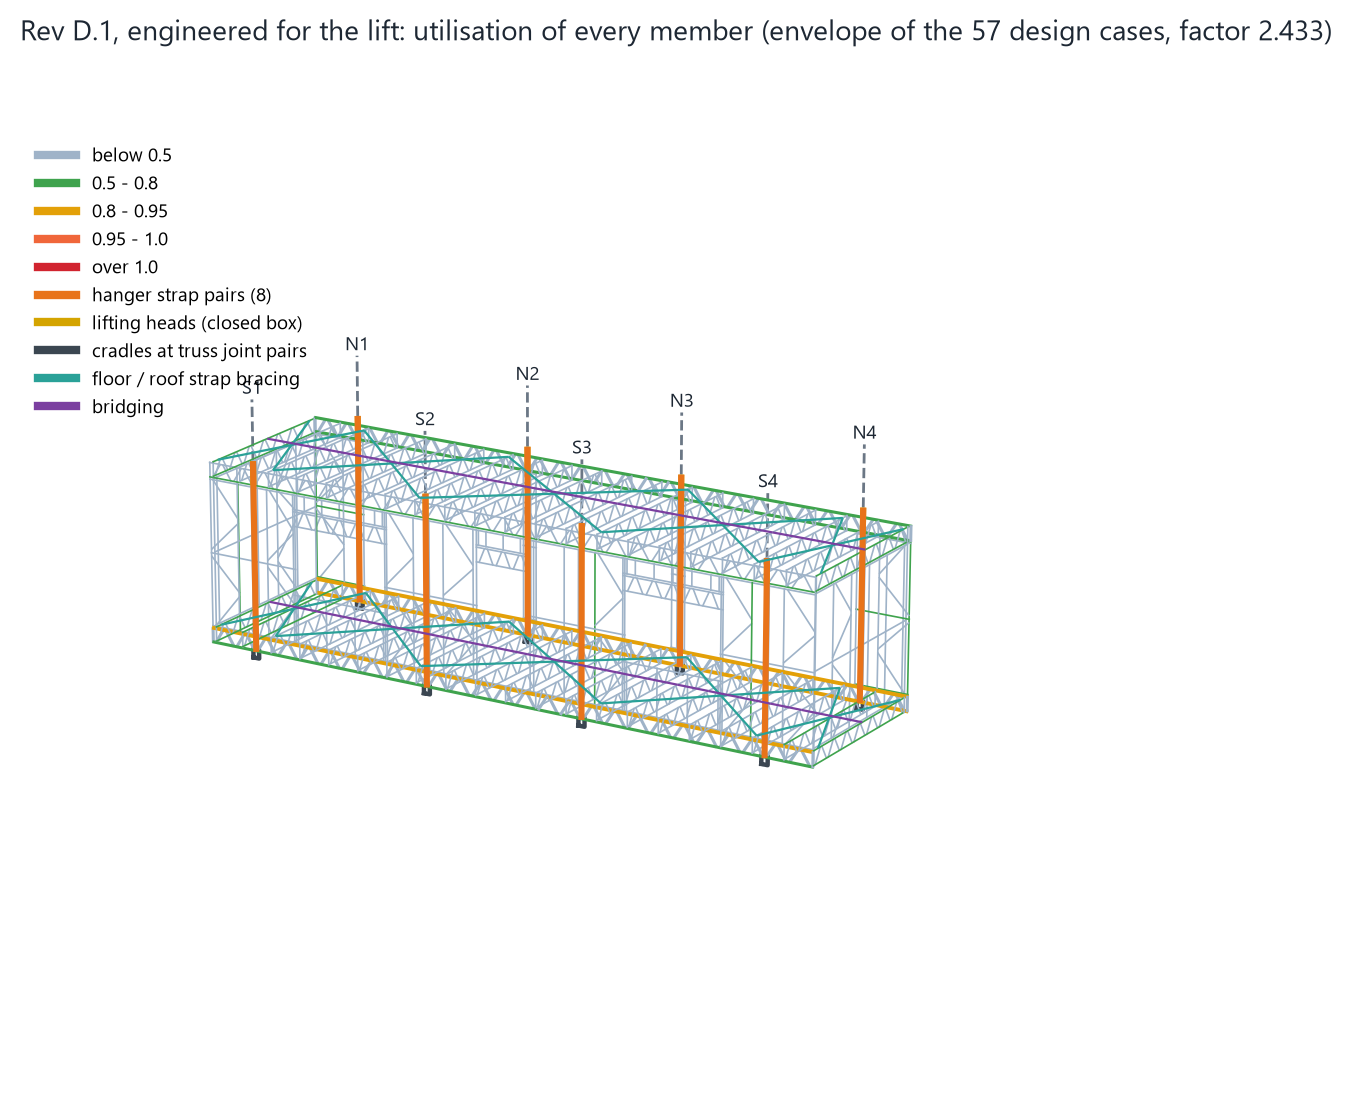 Rev D.1, engineered for the lift: utilisation of every member (envelope of the 57 design cases, factor 2.433)
below 0.5
0.5 - 0.8
0.8 - 0.95
0.95 - 1.0
over 1.0
hanger strap pairs (8)
lifting heads (closed box)
cradles at truss joint pairs
floor / roof strap bracing
bridging
N1
S1
N2
S2
N3
S3
N4
S4